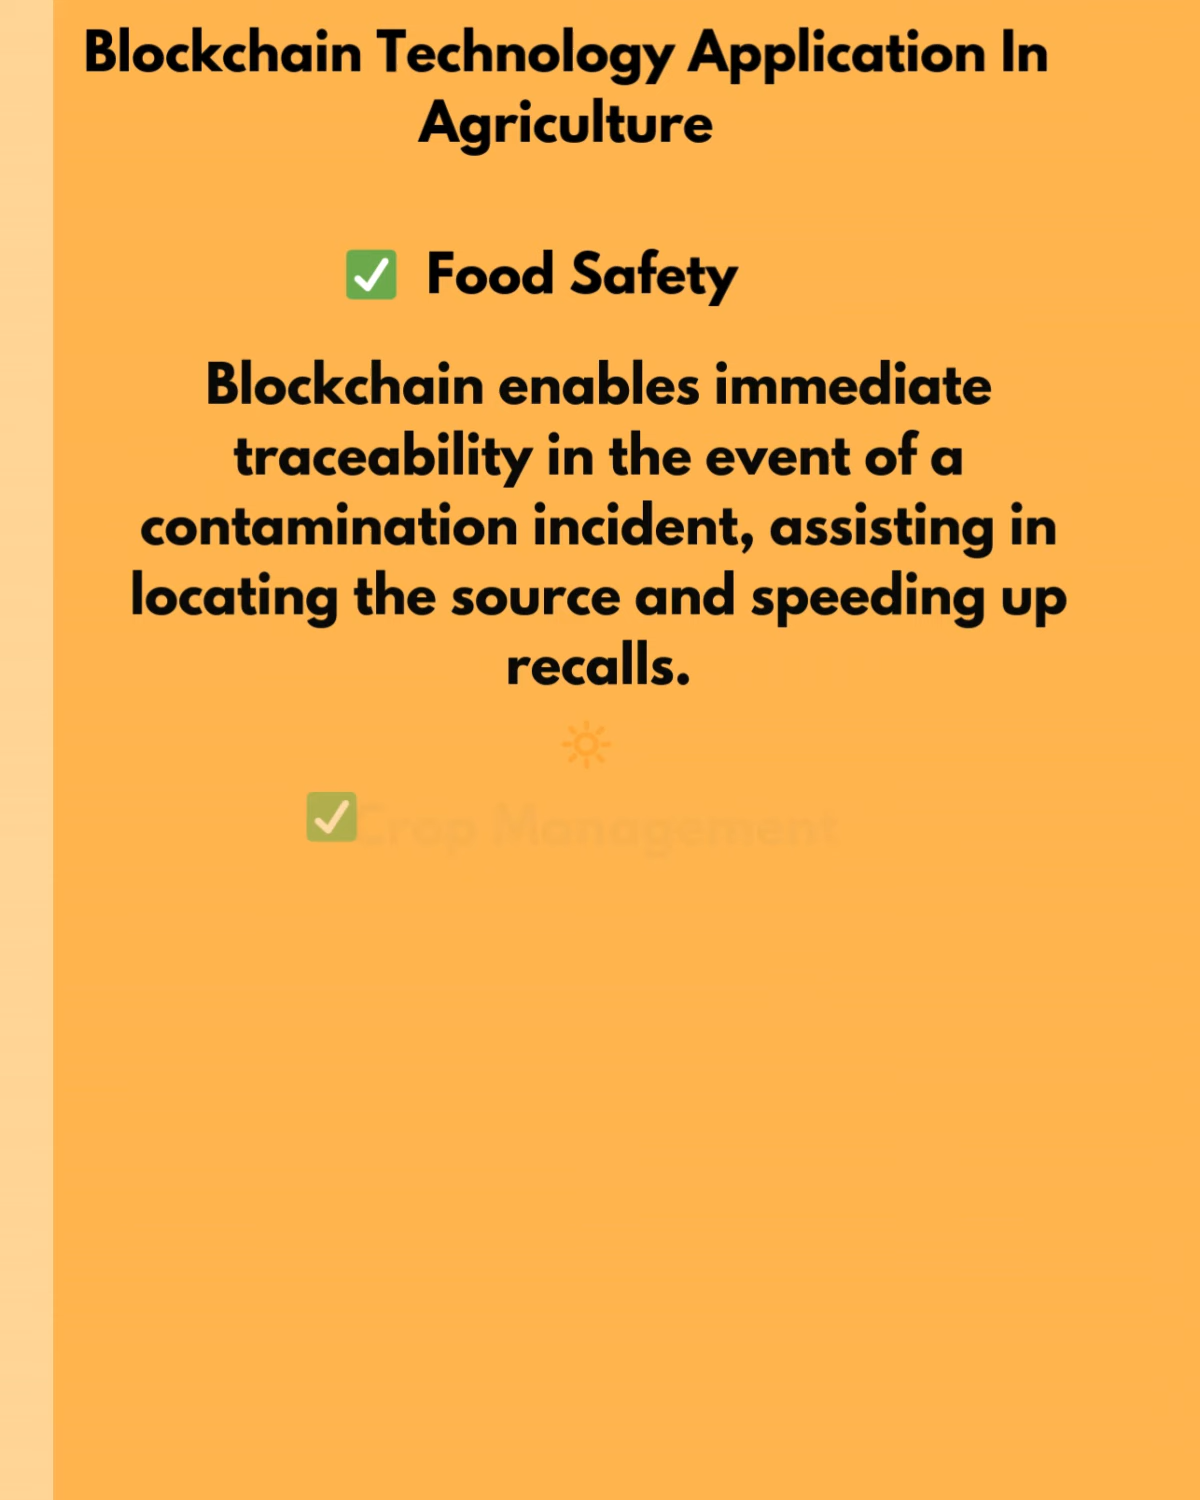 Blockchain Technology Application In
Agriculture
✅ Food Safety
Blockchain enables immediate
traceability in the event of a
contamination incident, assisting in
locating the source and speeding up
recalls.
✅Crop Management